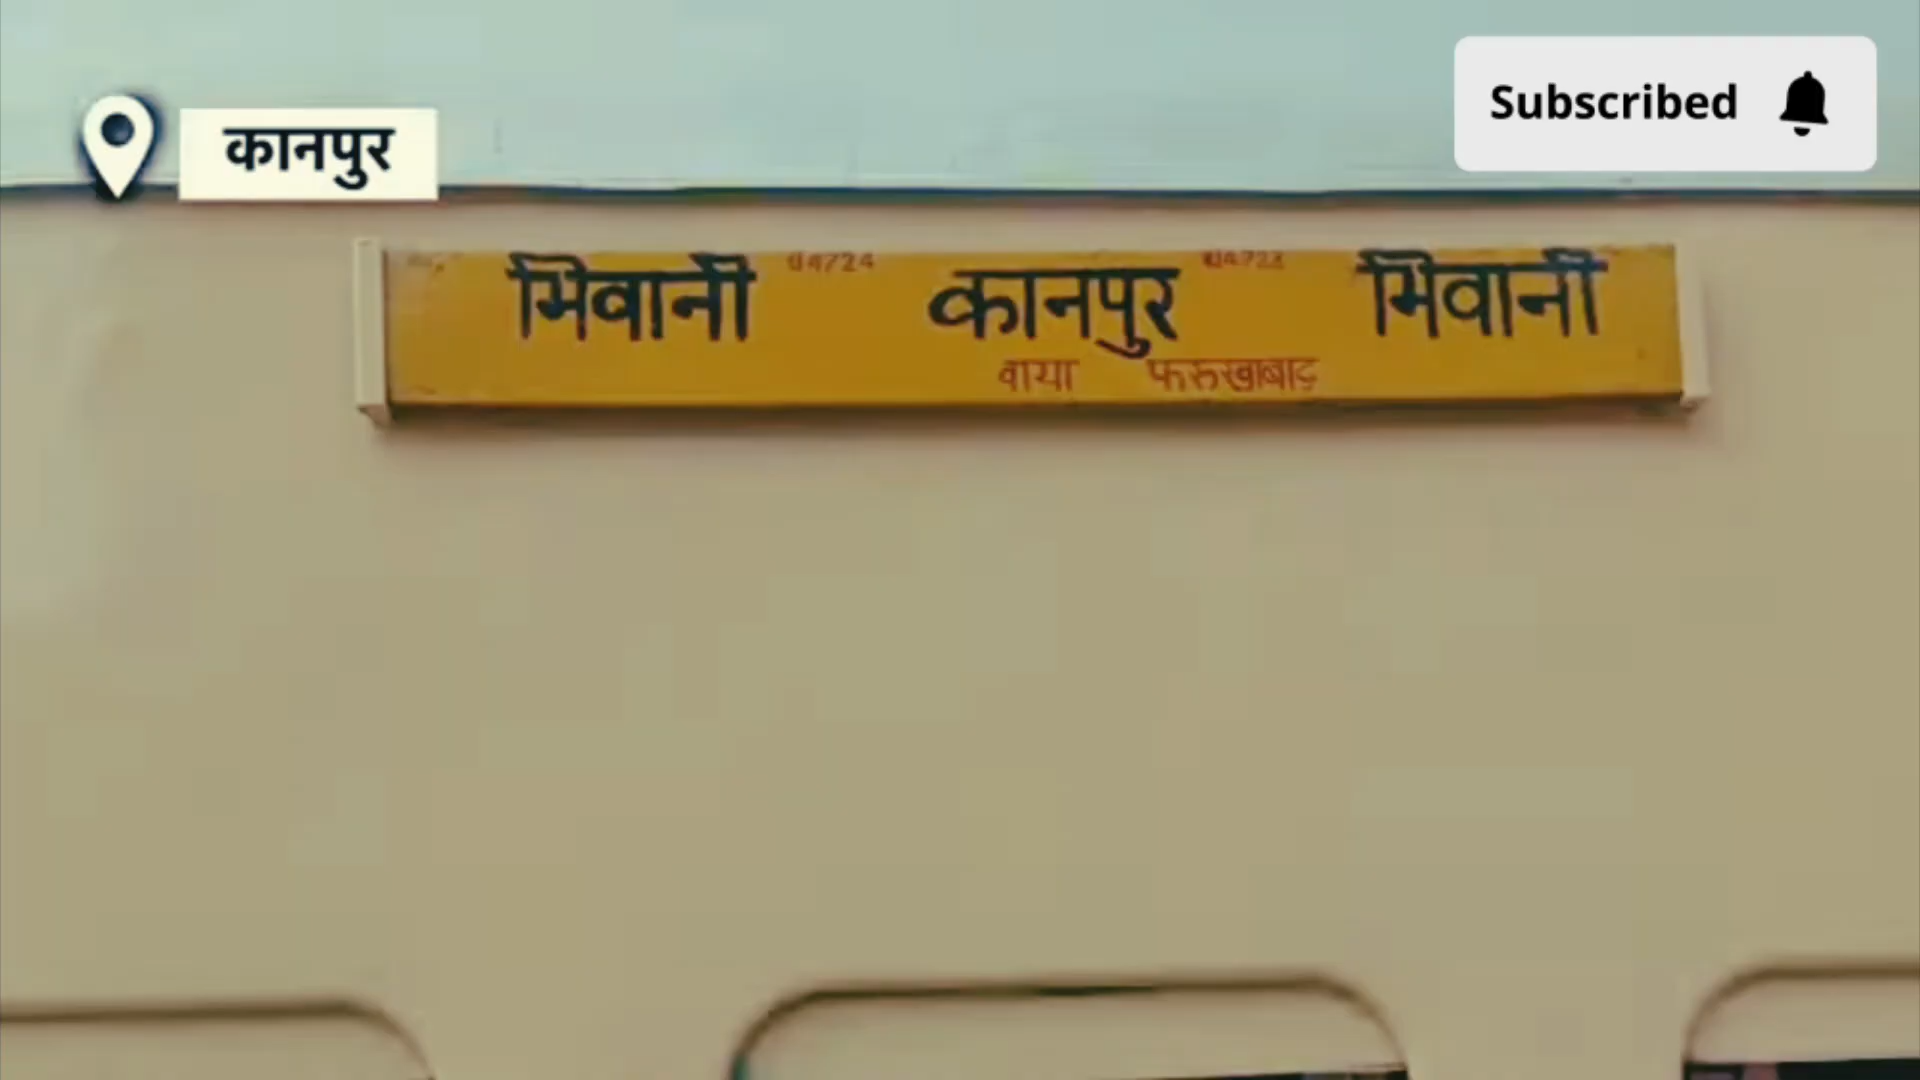 Subscribed
कानपुर
04724 04723
भिवानी कानपुर भिवानी
वाया फरुखाबाद